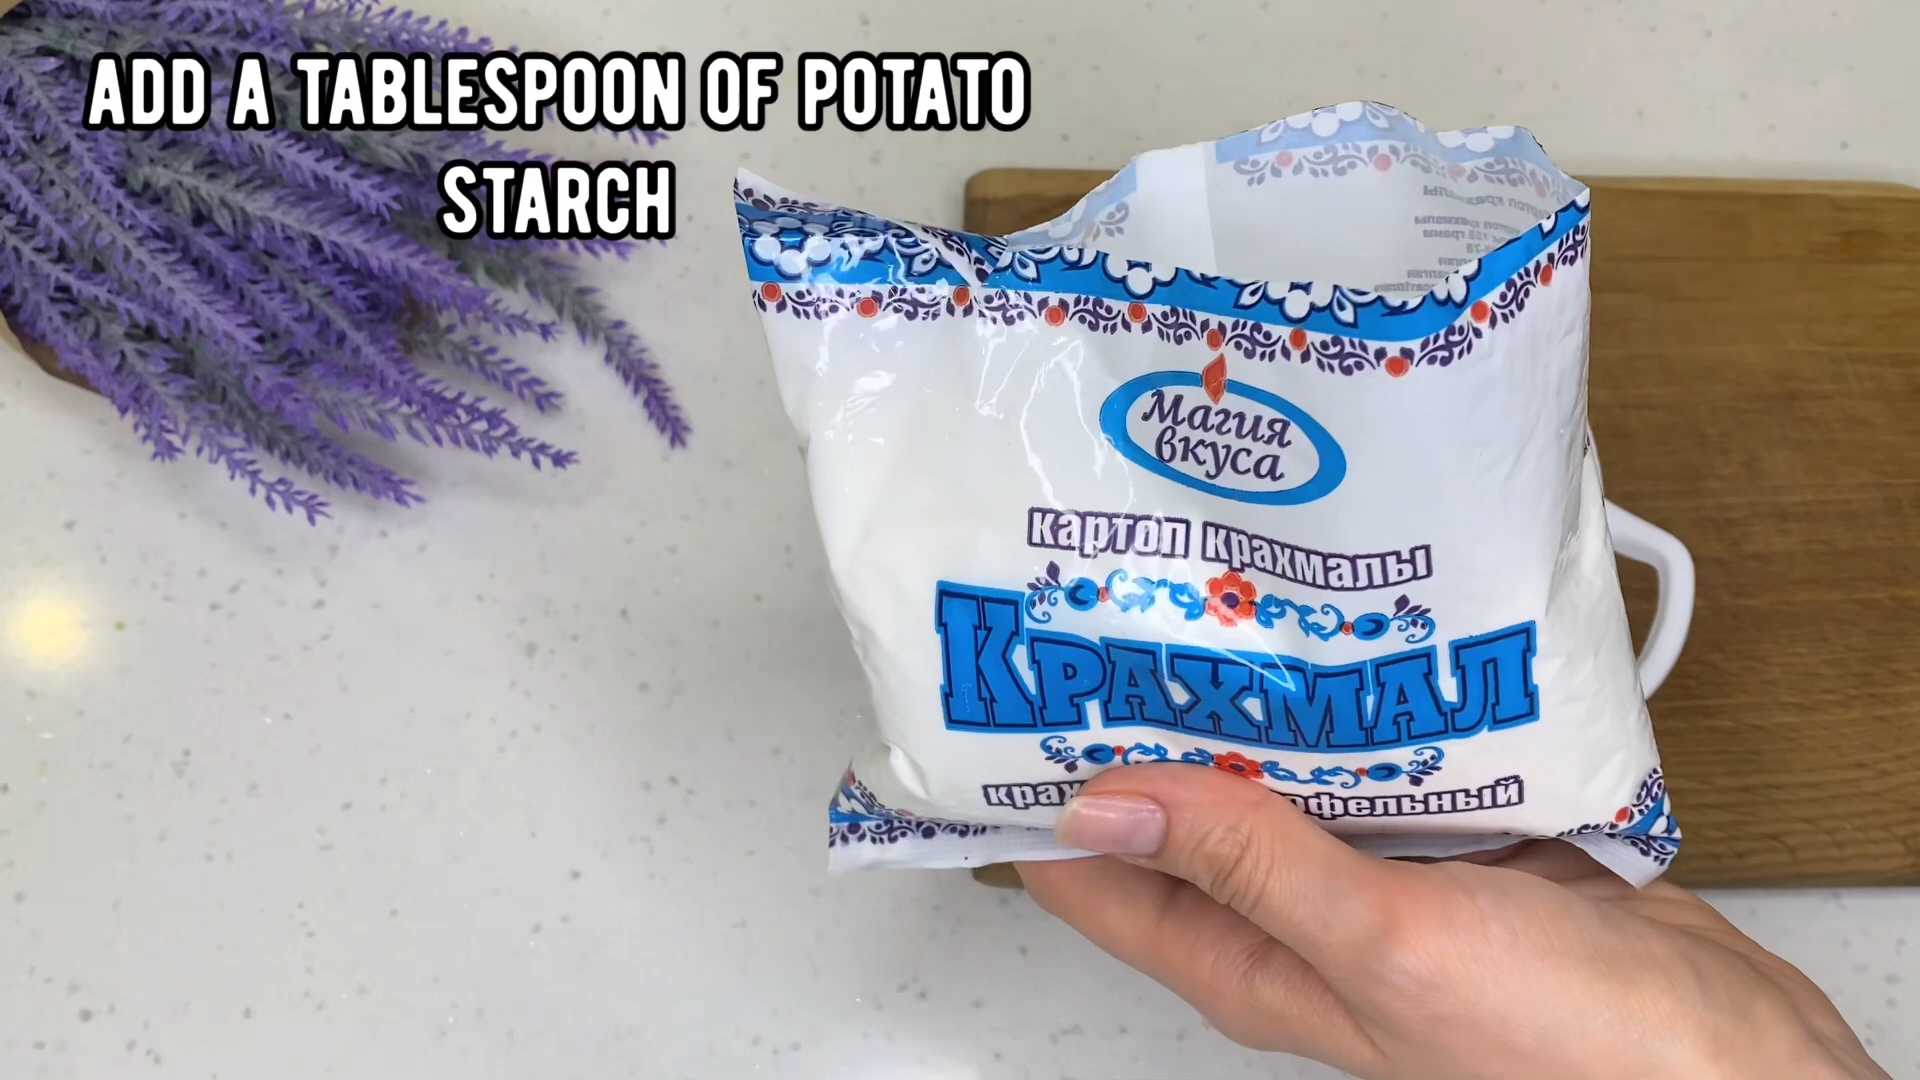 ADD A TABLESPOON OF POTATO
STARCH
Магия
вкуса
картоп крахмалы
Крахмал